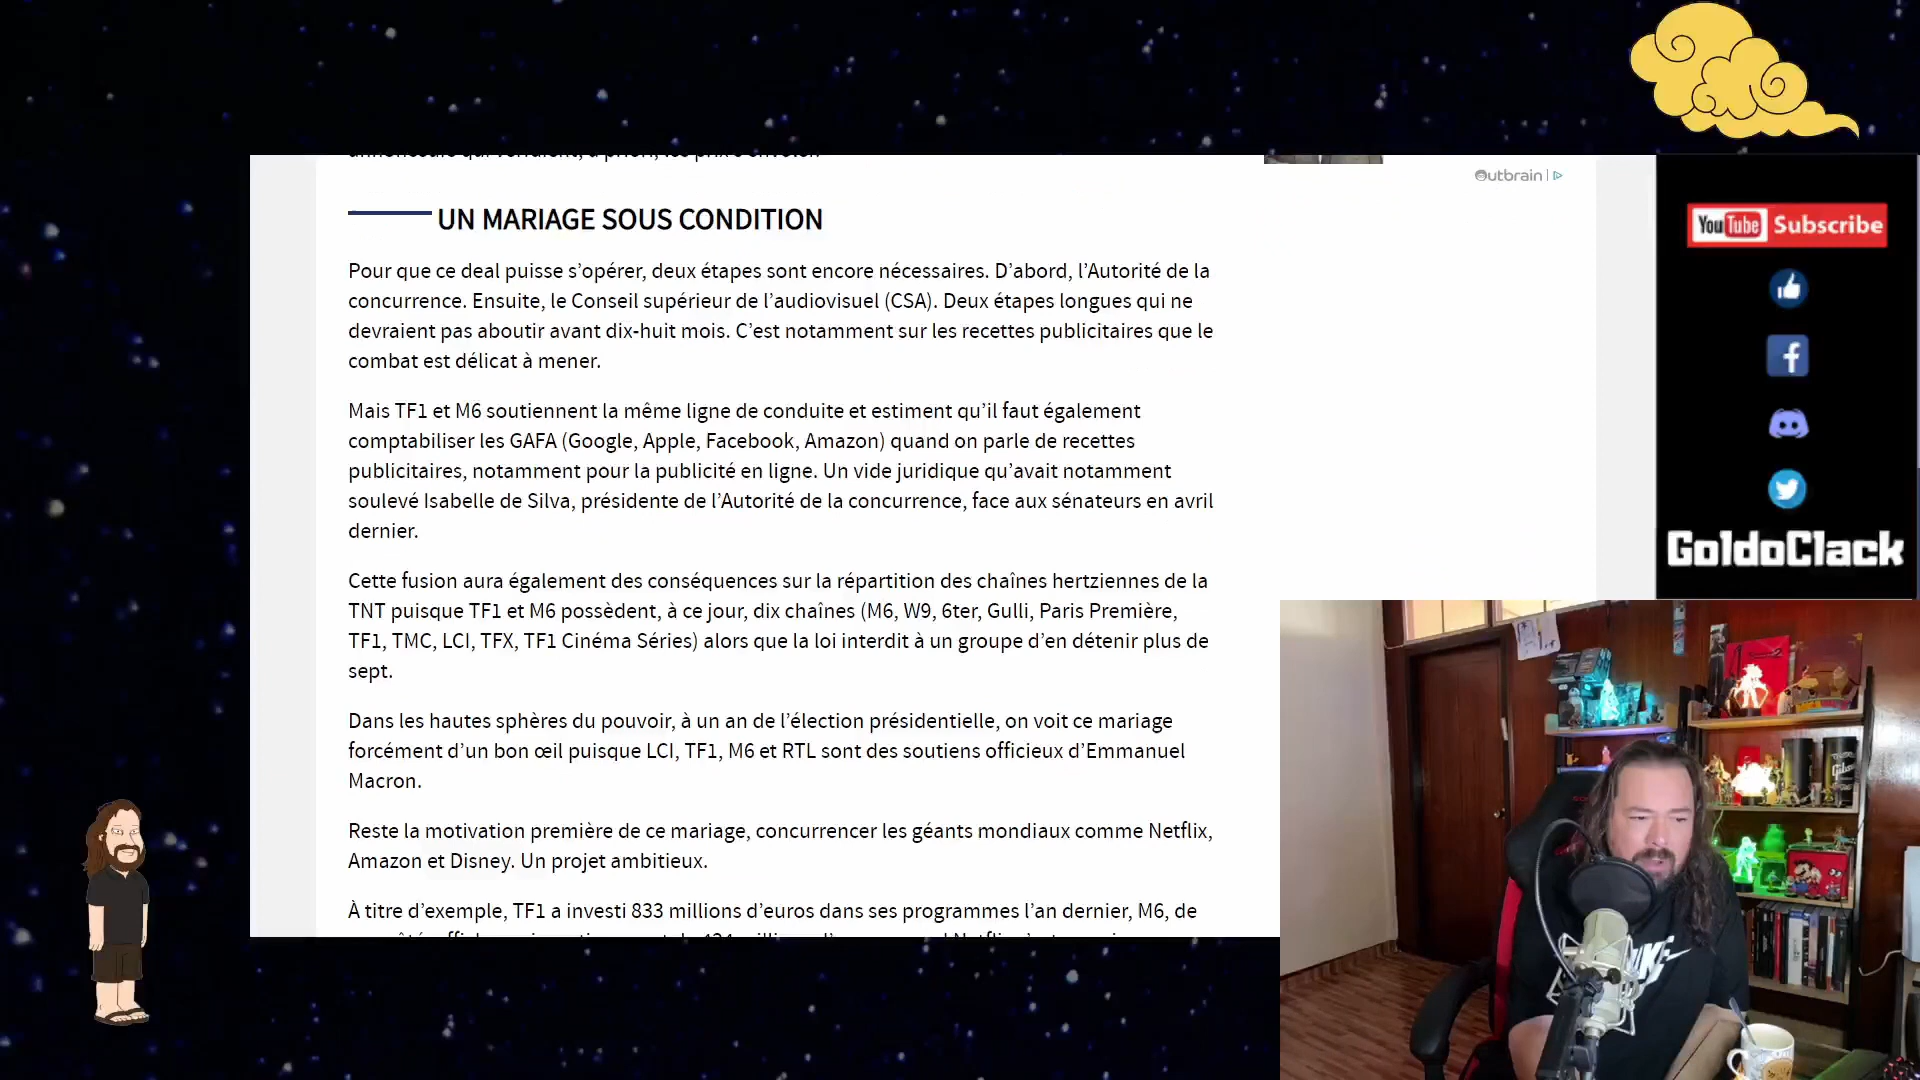 Outbrain
UN MARIAGE SOUS CONDITION
Pour que ce deal puisse s’opérer, deux étapes sont encore nécessaires. D’abord, l’Autorité de la
concurrence. Ensuite, le Conseil supérieur de l’audiovisuel (CSA). Deux étapes longues qui ne
devraient pas aboutir avant dix-huit mois. C’est notamment sur les recettes publicitaires que le
combat est délicat à mener.
Mais TF1 et M6 soutiennent la même ligne de conduite et estiment qu’il faut également
comptabiliser les GAFA (Google, Apple, Facebook, Amazon) quand on parle de recettes
publicitaires, notamment pour la publicité en ligne. Un vide juridique qu’avait notamment
soulevé Isabelle de Silva, présidente de l’Autorité de la concurrence, face aux sénateurs en avril
dernier.
Cette fusion aura également des conséquences sur la répartition des chaînes hertziennes de la
TNT puisque TF1 et M6 possèdent, à ce jour, dix chaînes (M6, W9, 6ter, Gulli, Paris Première,
TF1, TMC, LCI, TFX, TF1 Cinéma Séries) alors que la loi interdit à un groupe d’en détenir plus de
sept.
Dans les hautes sphères du pouvoir, à un an de l’élection présidentielle, on voit ce mariage
forcément d’un bon œil puisque LCI, TF1, M6 et RTL sont des soutiens officieux d’Emmanuel
Macron.
Reste la motivation première de ce mariage, concurrencer les géants mondiaux comme Netflix,
Amazon et Disney. Un projet ambitieux.
À titre d’exemple, TF1 a investi 833 millions d’euros dans ses programmes l’an dernier, M6, de
YouTube Subscribe
GoldoClack